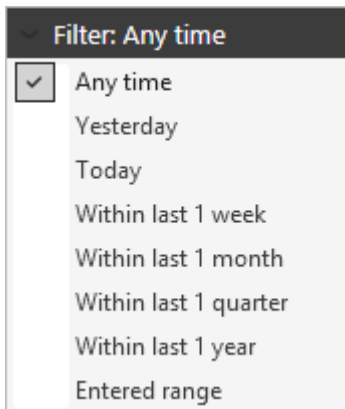 Filter: Any time
Any time
Yesterday
Today
Within last 1 week
Within last 1 month
Within last 1 quarter
Within last 1 year
Entered range